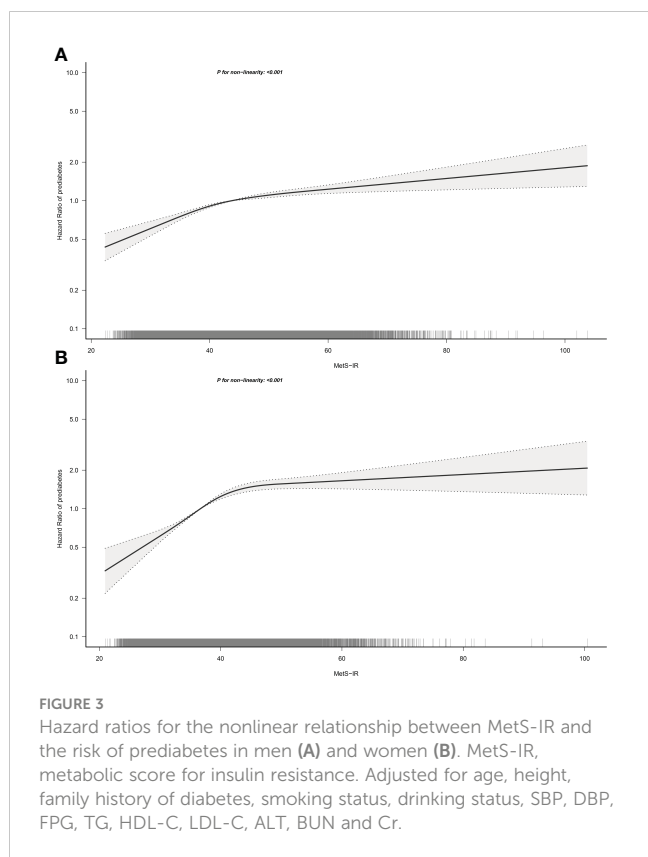 A
P for non-linearity: <0.001
10.0
5.0
2.0
1.0
0.5
0.2
0.1
Hazard Ratio of prediabetes
20 40 60 80 100
MetS-IR
B
P for non-linearity: <0.001
10.0
5.0
2.0
1.0
0.5
0.2
0.1
Hazard Ratio of prediabetes
20 40 60 80 100
MetS-IR
FIGURE 3
Hazard ratios for the nonlinear relationship between MetS-IR and
the risk of prediabetes in men (A) and women (B). MetS-IR,
metabolic score for insulin resistance. Adjusted for age, height,
family history of diabetes, smoking status, drinking status, SBP, DBP,
FPG, TG, HDL-C, LDL-C, ALT, BUN and Cr.